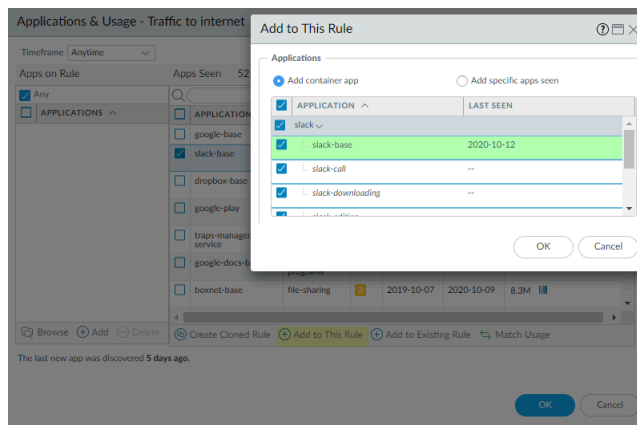 Applications & Usage - Traffic to internet
Timeframe Anytime
Apps on Rule
Apps Seen 52
Any
APPLICATIONS
APPLICATION
google-base
slack-base
dropbox-base
google-play
traps-manager
service
google-docs-b
programs
boxnet-base file-sharing 3 2019-10-07 2020-10-09 8.3M
Browse Add Delete
Create Cloned Rule Add to This Rule Add to Existing Rule Match Usage
The last new app was discovered 5 days ago.
OK Cancel
Add to This Rule
Applications
Add container app Add specific apps seen
APPLICATION LAST SEEN
slack
slack-base 2020-10-12
slack-call --
slack-downloading --
slack-editing
OK Cancel